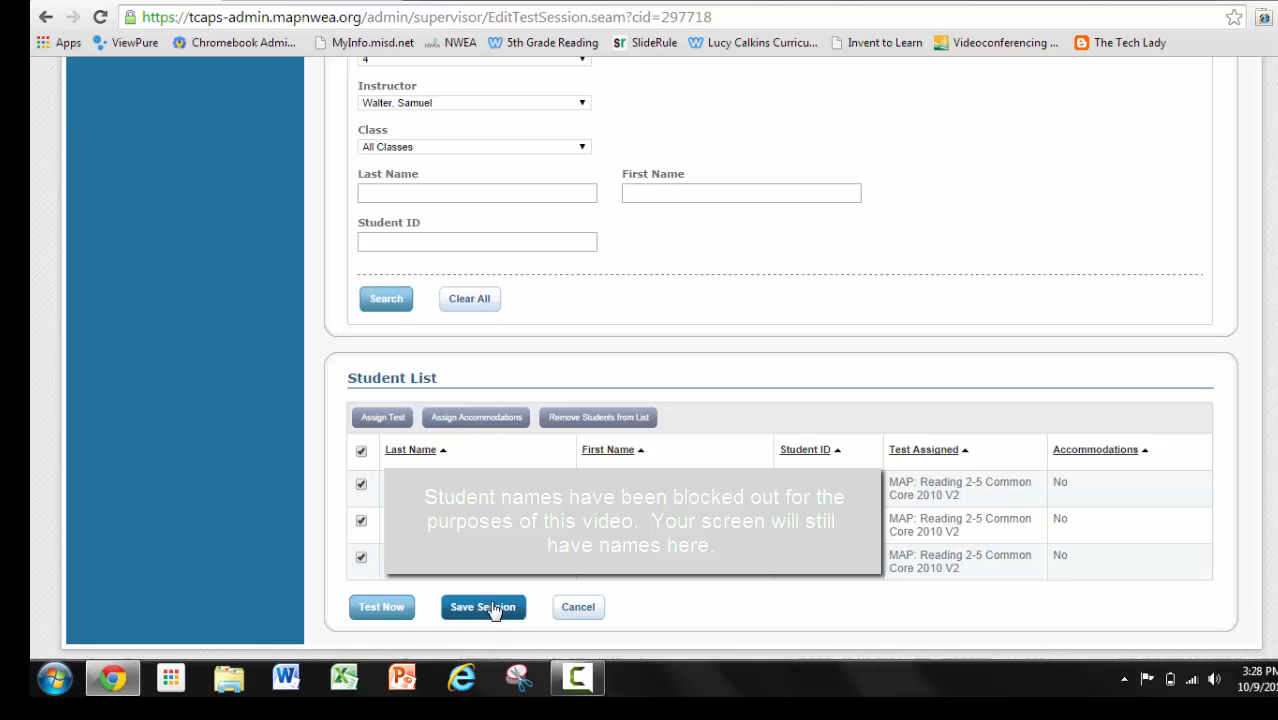 https://tcaps-admin.mapnwea.org/admin/supervisor/EditTestSession.seam?cid=297718
Apps ViewPure Chromebook Admi... MyInfo.misd.net NWEA 5th Grade Reading SlideRule Lucy Calkins Curricu... Invent to Learn Videoconferencing ... The Tech Lady
4
Instructor
Walter, Samuel
Class
All Classes
Last Name First Name
Student ID
Search Clear All
Student List
Assign Test Assign Accommodations Remove Students from List
Last Name First Name Student ID Test Assigned Accommodations
MAP: Reading 2-5 Common No
Core 2010 V2
MAP: Reading 2-5 Common No
Core 2010 V2
MAP: Reading 2-5 Common No
Core 2010 V2
Student names have been blocked out for the
purposes of this video. Your screen will still
have names here.
Test Now Save Session Cancel
3:28 PM
10/9/20